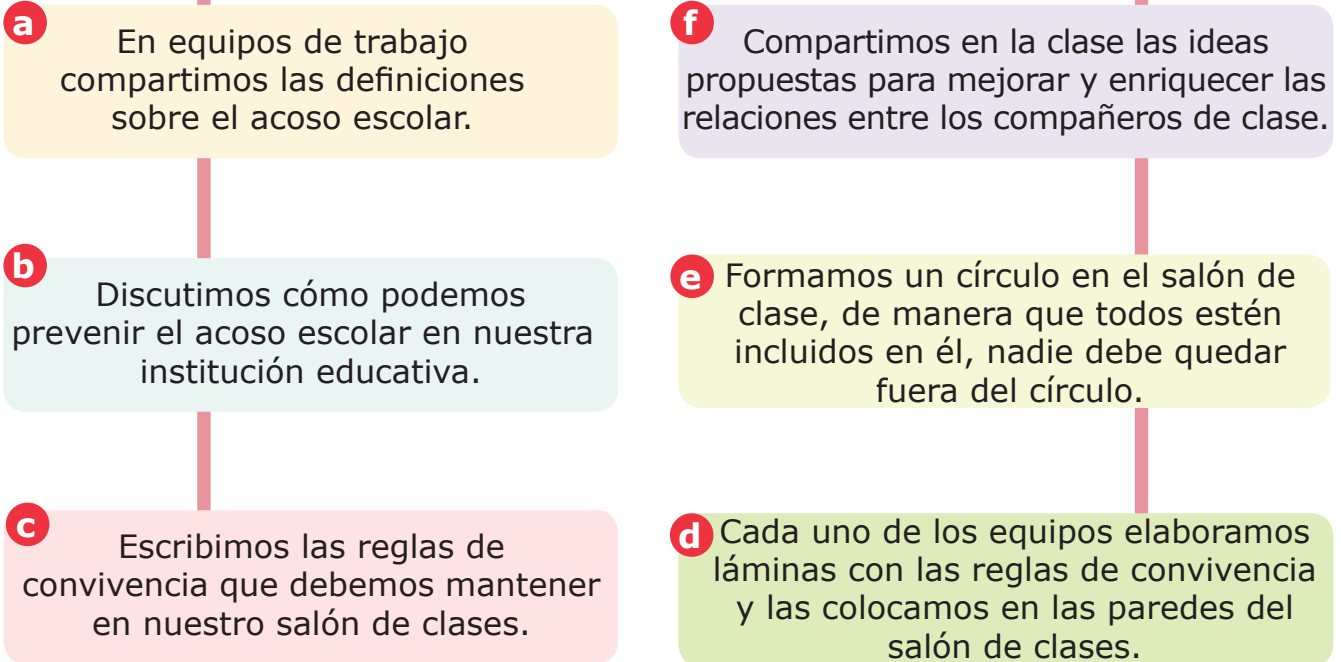 a
En equipos de trabajo
compartimos las definiciones
sobre el acoso escolar.
b
Discutimos cómo podemos
prevenir el acoso escolar en nuestra
institución educativa.
c
Escribimos las reglas de
convivencia que debemos mantener
en nuestro salón de clases.
d
Cada uno de los equipos elaboramos
láminas con las reglas de convivencia
y las colocamos en las paredes del
salón de clases.
e
Formamos un círculo en el salón de
clase, de manera que todos estén
incluidos en él, nadie debe quedar
fuera del círculo.
f
Compartimos en la clase las ideas
propuestas para mejorar y enriquecer las
relaciones entre los compañeros de clase.